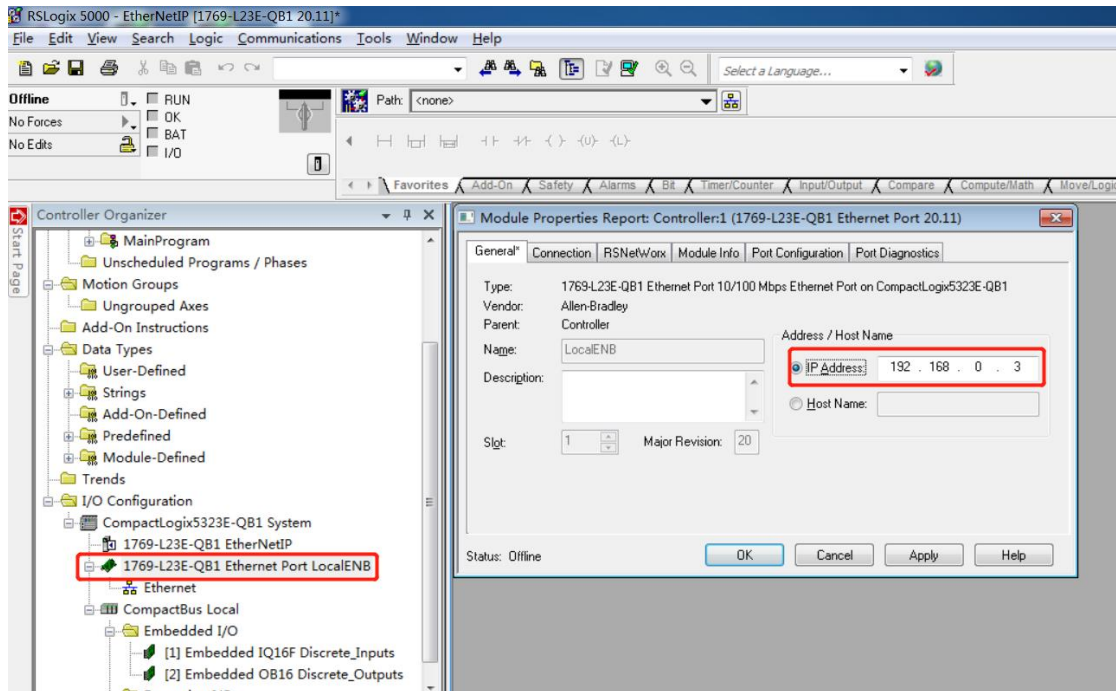 RSLogix 5000 - EtherNetIP [1769-L23E-QB1 20.11]*
File Edit View Search Logic Communications Tools Window Help
Select a Language...
Offline RUN
No Forces OK
No Edits BAT
I/O
Path: <none>
Favorites Add-On Safety Alarms Bit Timer/Counter Input/Output Compare Compute/Math Move/Logic
Start Page
Controller Organizer
MainProgram
Unscheduled Programs / Phases
Motion Groups
Ungrouped Axes
Add-On Instructions
Data Types
User-Defined
Strings
Add-On-Defined
Predefined
Module-Defined
Trends
I/O Configuration
CompactLogix5323E-QB1 System
1769-L23E-QB1 EtherNetIP
1769-L23E-QB1 Ethernet Port LocalENB
Ethernet
CompactBus Local
Embedded I/O
[1] Embedded IQ16F Discrete_Inputs
[2] Embedded OB16 Discrete_Outputs
Module Properties Report: Controller:1 (1769-L23E-QB1 Ethernet Port 20.11)
General* Connection RSNetWorx Module Info Port Configuration Port Diagnostics
Type: 1769-L23E-QB1 Ethernet Port 10/100 Mbps Ethernet Port on CompactLogix5323E-QB1
Vendor: Allen-Bradley
Parent: Controller
Name: LocalENB
Description:
Slot: 1 Major Revision: 20
Address / Host Name
IP Address: 192 . 168 . 0 . 3
Host Name:
Status: Offline OK Cancel Apply Help